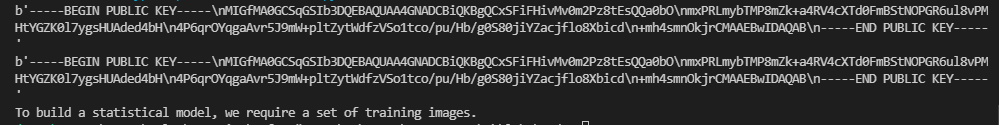 b'-----BEGIN PUBLIC KEY-----\nMIGfMA0GCSqGSIb3DQEBAQUAA4GNADCBiQKBgQCxSFiFHivMv0m2Pz8tEsQQa0bO\nmxPRLmybTMP8mZk+a4RV4cXTd0FmBStNOPGR6ul8vPM
HtYGZK0l7ygsHUAded4bH\n4P6qrOYqgaAvr5J9mW+pltZytWdfzVSo1tco/pu/Hb/g0S80jiYZacjflo8Xbicd\n+mh4smnOkjrCMAAEBwIDAQAB\n-----END PUBLIC KEY-----
'
b'-----BEGIN PUBLIC KEY-----\nMIGfMA0GCSqGSIb3DQEBAQUAA4GNADCBiQKBgQCxSFiFHivMv0m2Pz8tEsQQa0bO\nmxPRLmybTMP8mZk+a4RV4cXTd0FmBStNOPGR6ul8vPM
HtYGZK0l7ygsHUAded4bH\n4P6qrOYqgaAvr5J9mW+pltZytWdfzVSo1tco/pu/Hb/g0S80jiYZacjflo8Xbicd\n+mh4smnOkjrCMAAEBwIDAQAB\n-----END PUBLIC KEY-----
'
To build a statistical model, we require a set of training images.